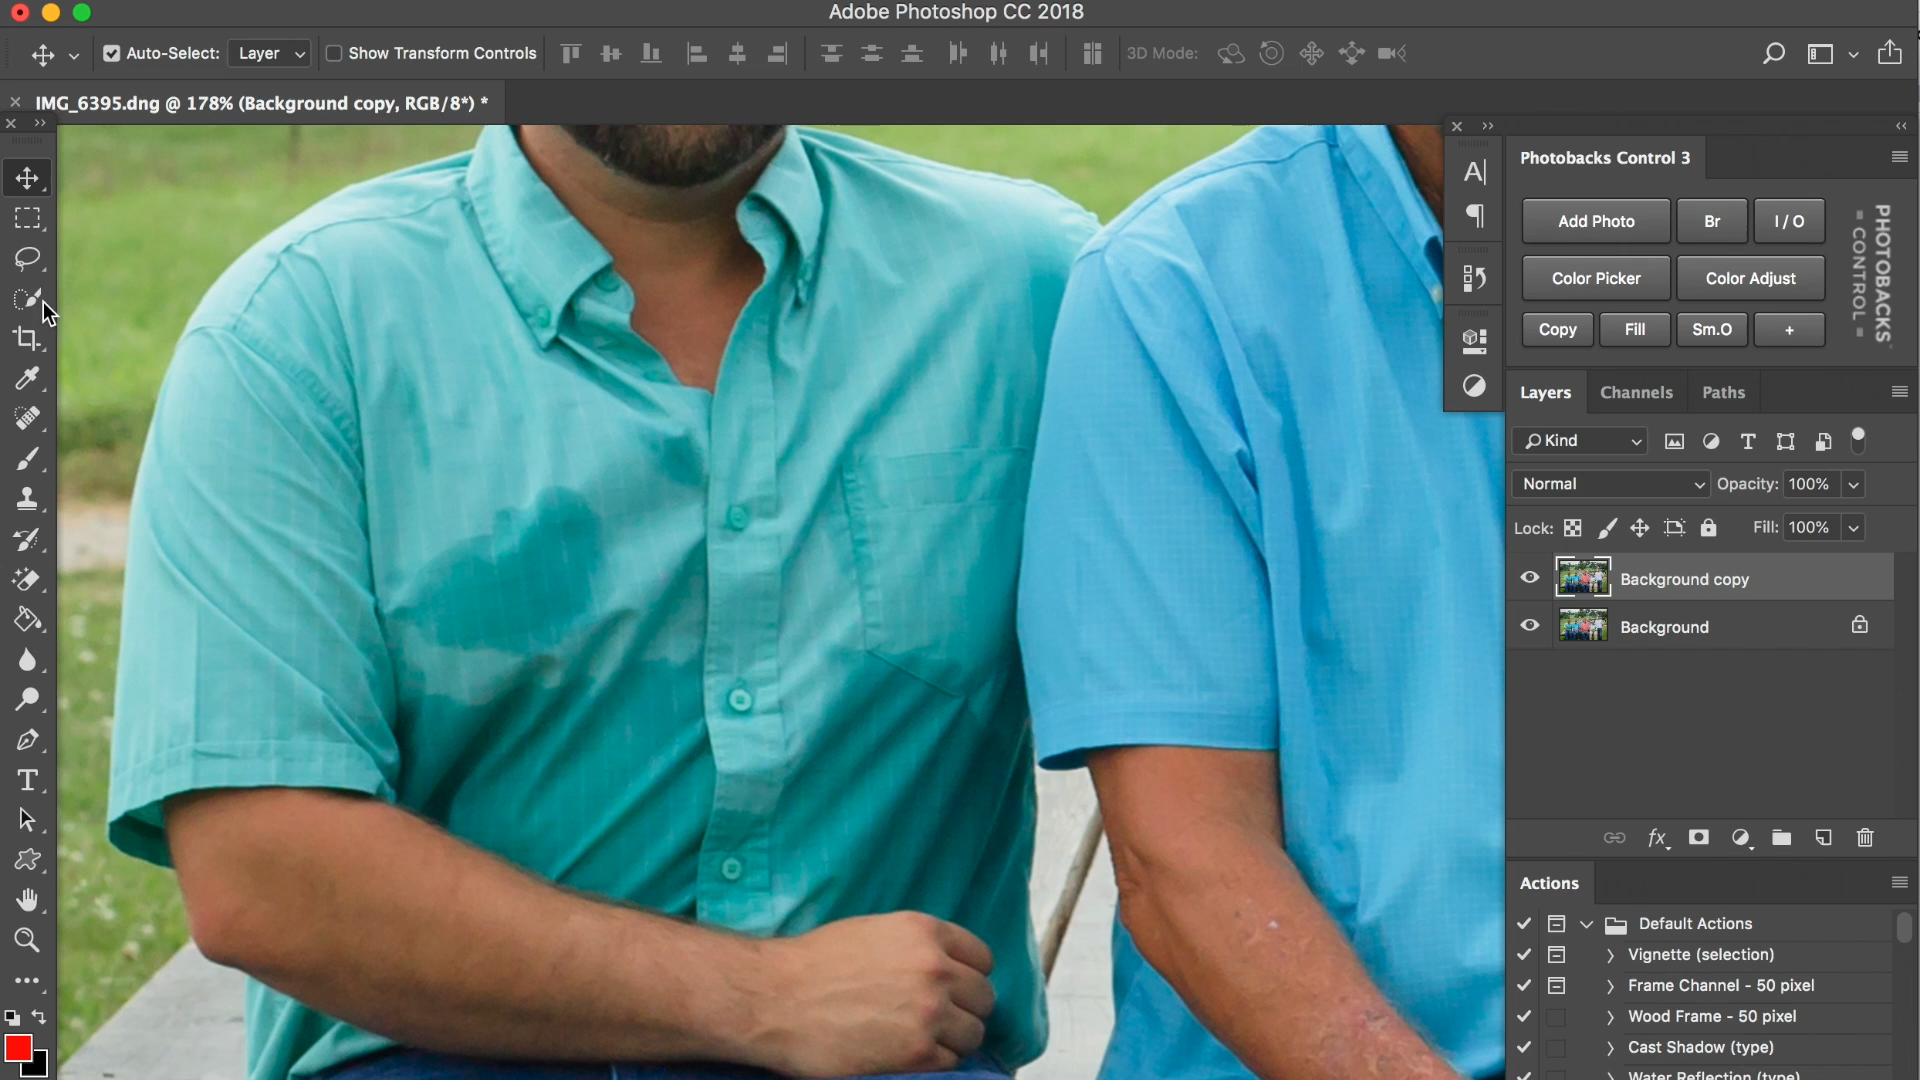 Adobe Photoshop CC 2018
Auto-Select: Layer Show Transform Controls 3D Mode:
IMG_6395.dng @ 178% (Background copy, RGB/8*) *
Photobacks Control 3
Add Photo Br I / O
Color Picker Color Adjust
Copy Fill Sm.O +
PHOTOBACKS
CONTROL
Layers Channels Paths
Kind
Normal Opacity: 100%
Lock: Fill: 100%
Background copy
Background
fx
Actions
Default Actions
Vignette (selection)
Frame Channel - 50 pixel
Wood Frame - 50 pixel
Cast Shadow (type)
Water Reflection (type)